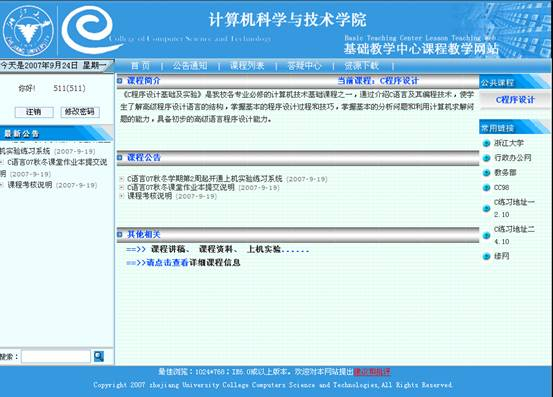 计算机科学与技术学院
College of Computer Science and Technology
Basic Teaching Center Lesson Teaching Web
基础教学中心课程教学网站
今天是2007年9月24日 星期一
首 页 | 公告通知 | 课程列表 | 答疑中心 | 资源下载 |
你好! 511(511)
注销 修改密码
最新公告
机实验练习系统 (2007-9-19)
C语言07秋冬课堂作业本提交说
明 (2007-9-19)
课程考核说明 (2007-9-19)
搜索:
课程简介 当前课程:C程序设计
《C程序设计基础及实验》是我校各专业必修的计算机技术基础课程之一,通过介绍C语言及其编程技术,使学
生了解高级程序设计语言的结构,掌握基本的程序设计过程和技巧,掌握基本的分析问题和利用计算机求解问
题的能力,具备初步的高级语言程序设计能力。
课程公告
C语言07秋冬学期第2周起开通上机实验练习系统 (2007-9-19)
C语言07秋冬课堂作业本提交说明 (2007-9-19)
课程考核说明 (2007-9-19)
其他相关
==>> 课程讲稿、 课程资料、 上机实验......
==>>请点击查看详细课程信息
公共课程
C程序设计
常用链接
浙江大学
行政办公网
教务部
CC98
C练习地址一
2.10
C练习地址二
4.10
缘网
最佳浏览:1024*768;IE6.0或以上版本。欢迎对本网站提出建议和批评
Copyright 2007 zhejiang University College Computers Science and Technologies,All Rights Reserved.